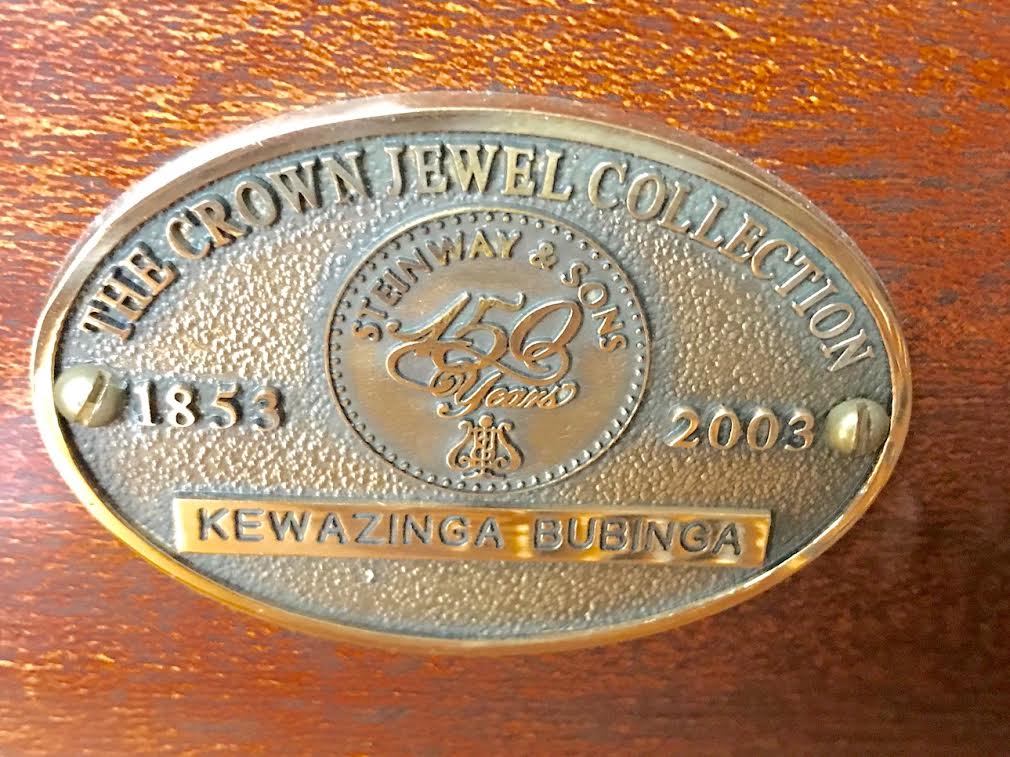 THE CROWN JEWEL COLLECTION
STEINWAY & SONS
150
Years
1853
2003
KEWAZINGA BUBINGA